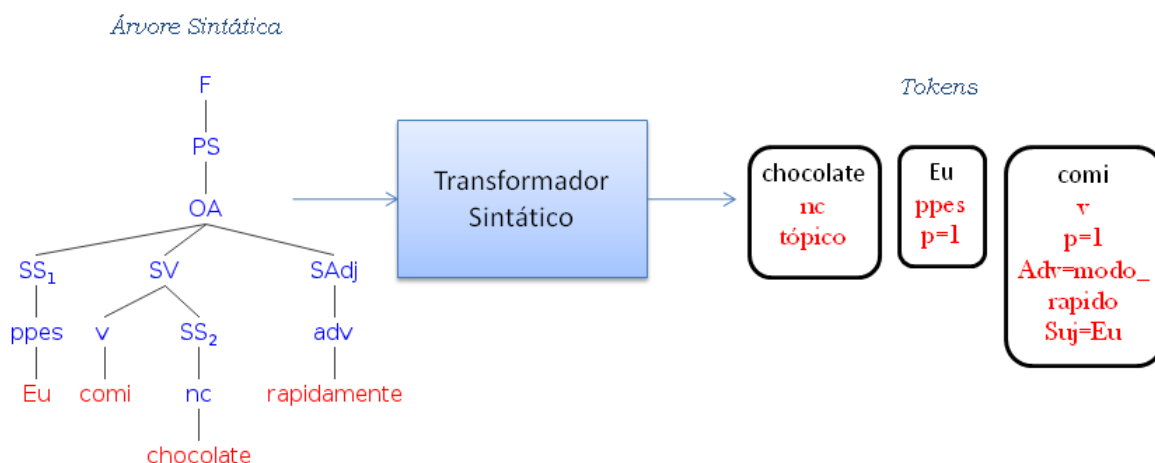 Árvore Sintática
F
PS
OA
SS₁ SV SAdj
ppes v SS₂ adv
Eu comi nc rapidamente
chocolate
Transformador
Sintático
Tokens
chocolate
nc
tópico
Eu
ppes
p=1
comi
v
p=1
Adv=modo_
rapido
Suj=Eu